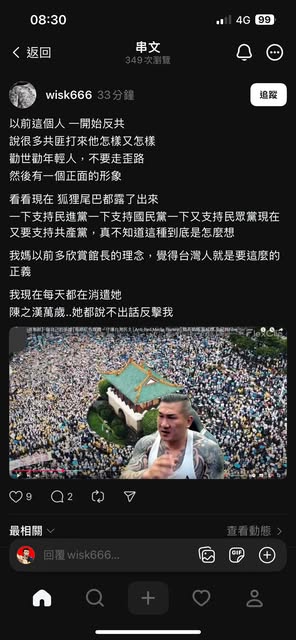 08:30
4G 99
返回
串文
349 次瀏覽
wisk666 33分鐘
追蹤
以前這個人 一開始反共
說很多共匪打來他怎樣又怎樣
勸世勸年輕人，不要走歪路
然後有一個正面的形象
看看現在 狐狸尾巴都露了出來
一下支持民進黨一下支持國民黨一下又支持民眾黨現在
又要支持共產黨，真不知道這種到底是怎麼想
我媽以前多欣賞館長的理念，覺得台灣人就是要這麼的
正義
我現在每天都在消遣她
陳之漢萬歲..她都說不出話反擊我
9
2
最相關
查看動態
回覆 wisk666...
GIF